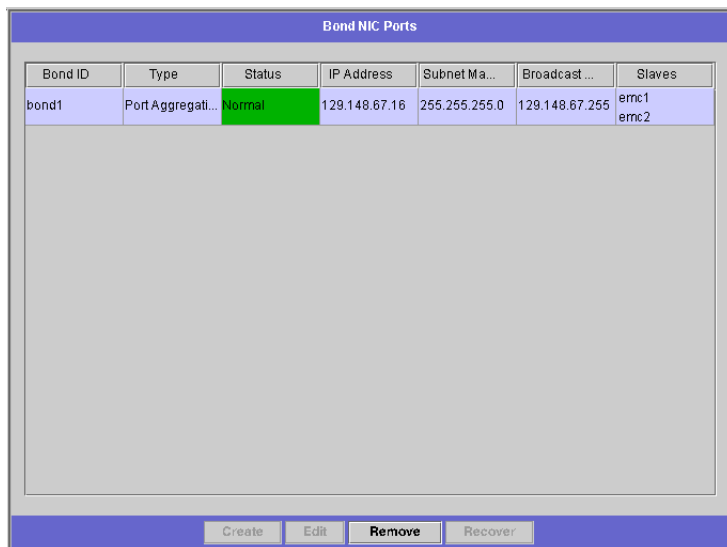 Bond NIC Ports
Bond ID Type Status IP Address Subnet Ma... Broadcast ... Slaves
bond1 Port Aggregati... Normal 129.148.67.16 255.255.255.0 129.148.67.255 emc1
emc2
Create Edit Remove Recover